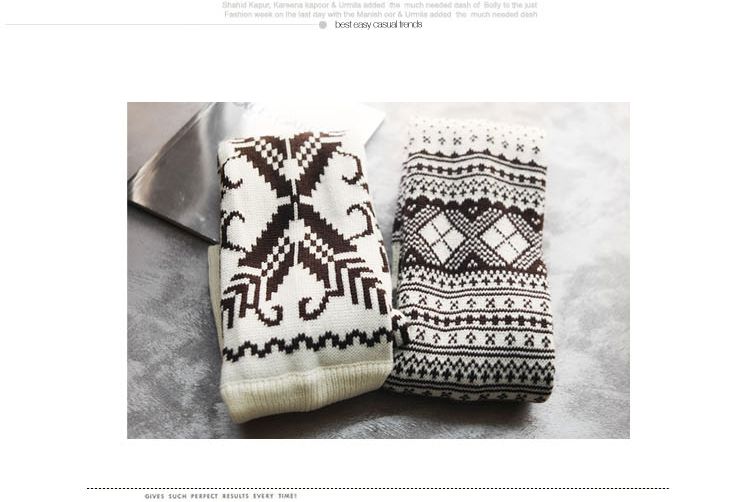 Shahid Kapur, Kareena kapoor & Urmila added the much needed dash of Bolly to the just
Fashion week on the last day with the Manish oor & Urmila added the much needed dash
best easy casual trends
GIVES SUCH PERFECT RESULTS EVERY TIME!!